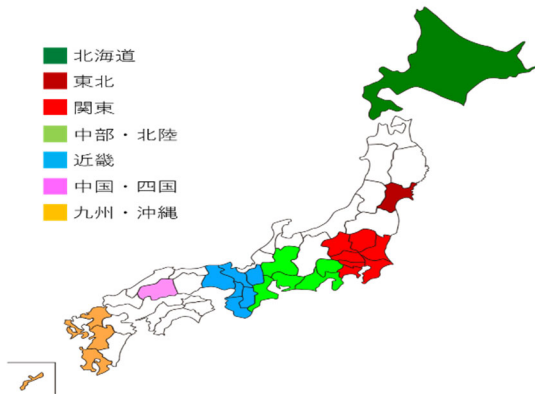 北海道
東北
関東
中部・北陸
近畿
中国・四国
九州・沖縄